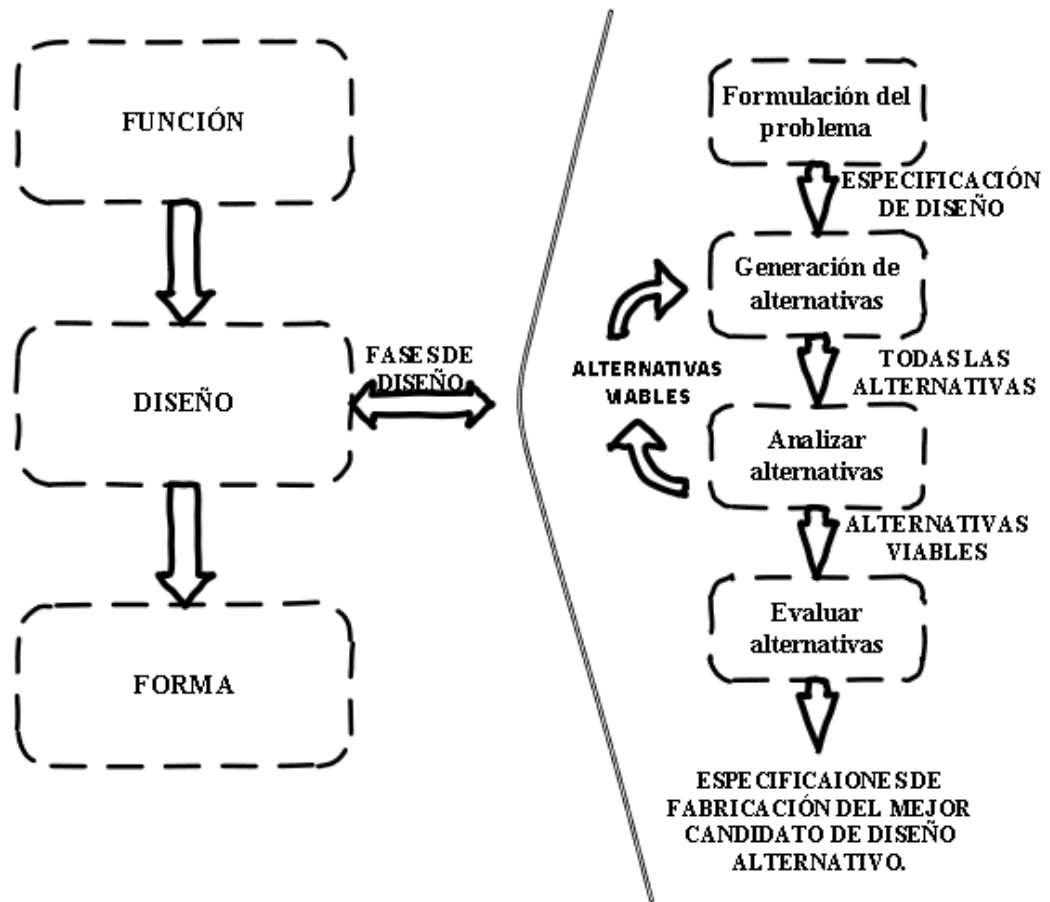 FUNCIÓN
DISEÑO
FORMA
FASES DE
DISEÑO
Formulación del
problema
ESPECIFICACIÓN
DE DISEÑO
Generación de
alternativas
ALTERNATIVAS
VIABLES
TODAS LAS
ALTERNATIVAS
Analizar
alternativas
ALTERNATIVAS
VIABLES
Evaluar
alternativas
ESPECIFICAIONES DE
FABRICACIÓN DEL MEJOR
CANDIDATO DE DISEÑO
ALTERNATIVO.